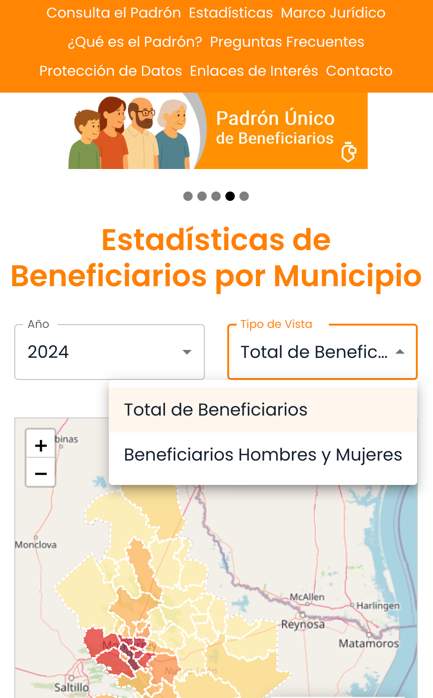 Consulta el Padrón Estadísticas Marco Jurídico
¿Qué es el Padrón? Preguntas Frecuentes
Protección de Datos Enlaces de Interés Contacto
Padrón Único
de Beneficiarios
Estadísticas de
Beneficiarios por Municipio
Año
Tipo de Vista
2024
Total de Benefic...
Total de Beneficiarios
Beneficiarios Hombres y Mujeres
+
−
Monclova
McAllen
Harlingen
Reynosa
Matamoros
Saltillo